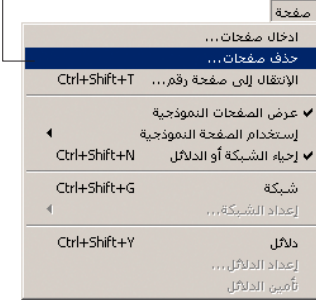 صفحة
ادخال صفحات...
حذف صفحات...
الإنتقال إلى صفحة رقم... Ctrl+Shift+T
عرض الصفحات النموذجية
إستخدام الصفحة النموذجية
إحياء الشبكة أو الدلائل Ctrl+Shift+N
شبكة Ctrl+Shift+G
إعداد الشبكة...
دلائل Ctrl+Shift+Y
إعداد الدلائل...
تأمين الدلائل